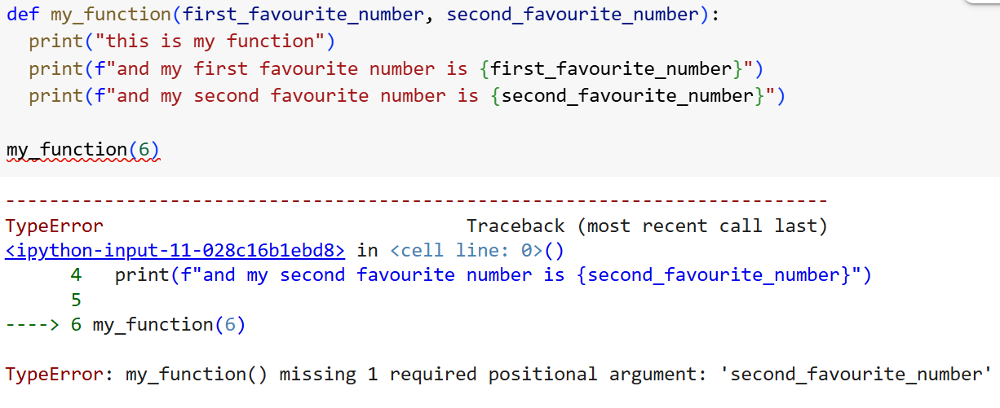 def my_function(first_favourite_number, second_favourite_number):
  print("this is my function")
  print(f"and my first favourite number is {first_favourite_number}")
  print(f"and my second favourite number is {second_favourite_number}")

my_function(6)

---------------------------------------------------------------------------
TypeError                                 Traceback (most recent call last)
<ipython-input-11-028c16b1ebd8> in <cell line: 0>()
      4   print(f"and my second favourite number is {second_favourite_number}")
      5
----> 6 my_function(6)

TypeError: my_function() missing 1 required positional argument: 'second_favourite_number'